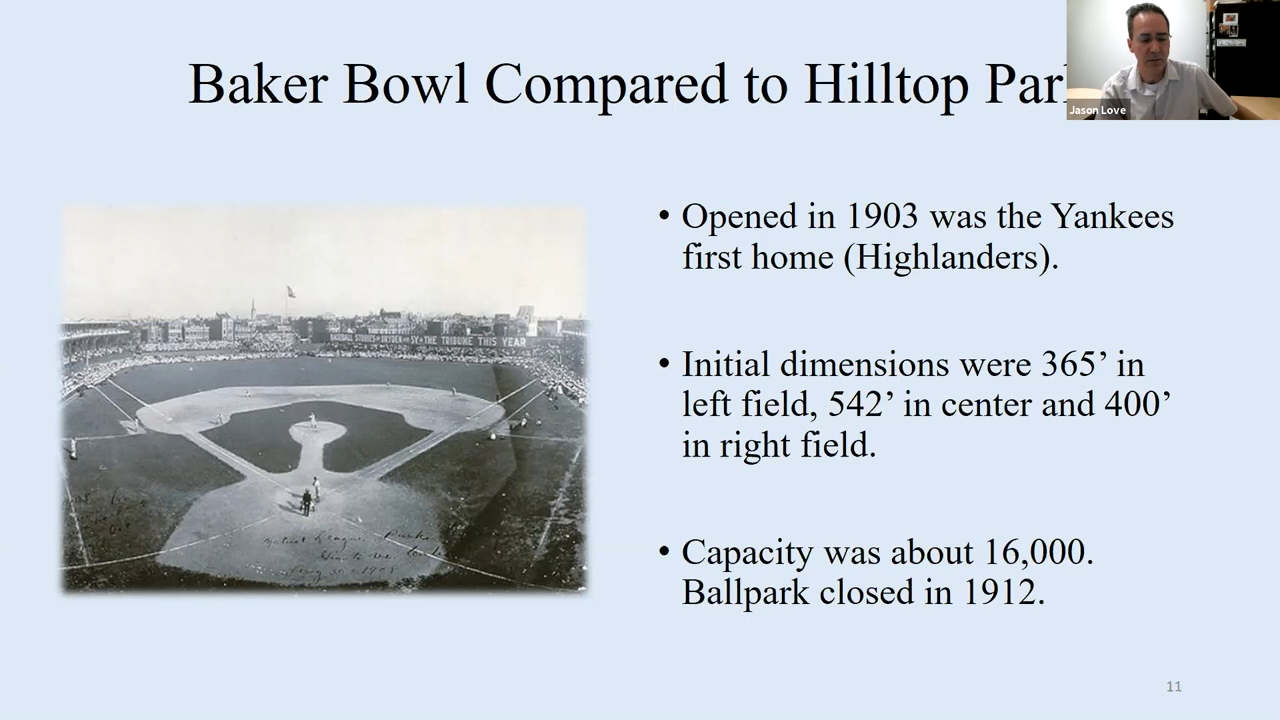 Baker Bowl Compared to Hilltop Par
Jason Love
• Opened in 1903 was the Yankees
first home (Highlanders).
BASEBALL STORIES THE TRIBUNE THIS YEAR
• Initial dimensions were 365’ in
left field, 542’ in center and 400’
in right field.
• Capacity was about 16,000.
Ballpark closed in 1912.
11